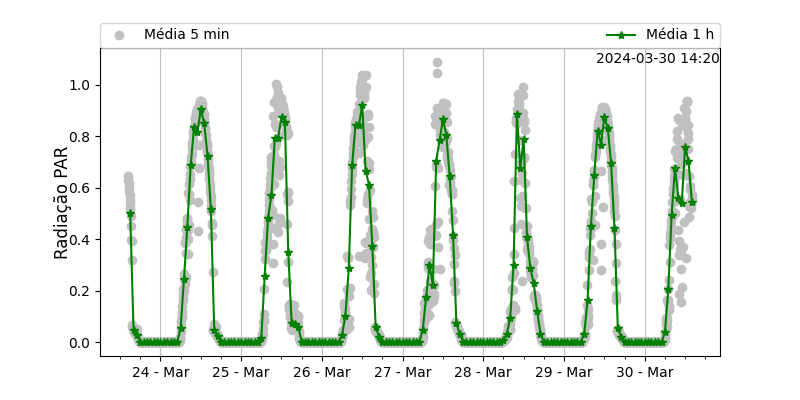 Média 5 min
Média 1 h
2024-03-30 14:20
Radiação PAR
1.0
0.8
0.6
0.4
0.2
0.0
24 - Mar
25 - Mar
26 - Mar
27 - Mar
28 - Mar
29 - Mar
30 - Mar